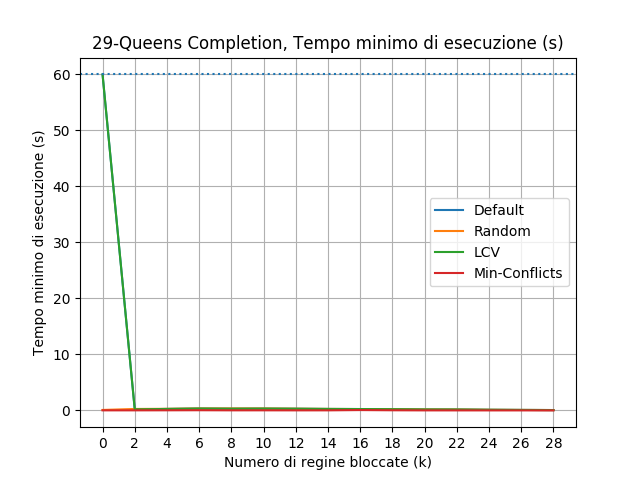 29-Queens Completion, Tempo minimo di esecuzione (s)
Tempo minimo di esecuzione (s)
60
50
40
30
20
10
0
Default
Random
LCV
Min-Conflicts
0 2 4 6 8 10 12 14 16 18 20 22 24 26 28
Numero di regine bloccate (k)